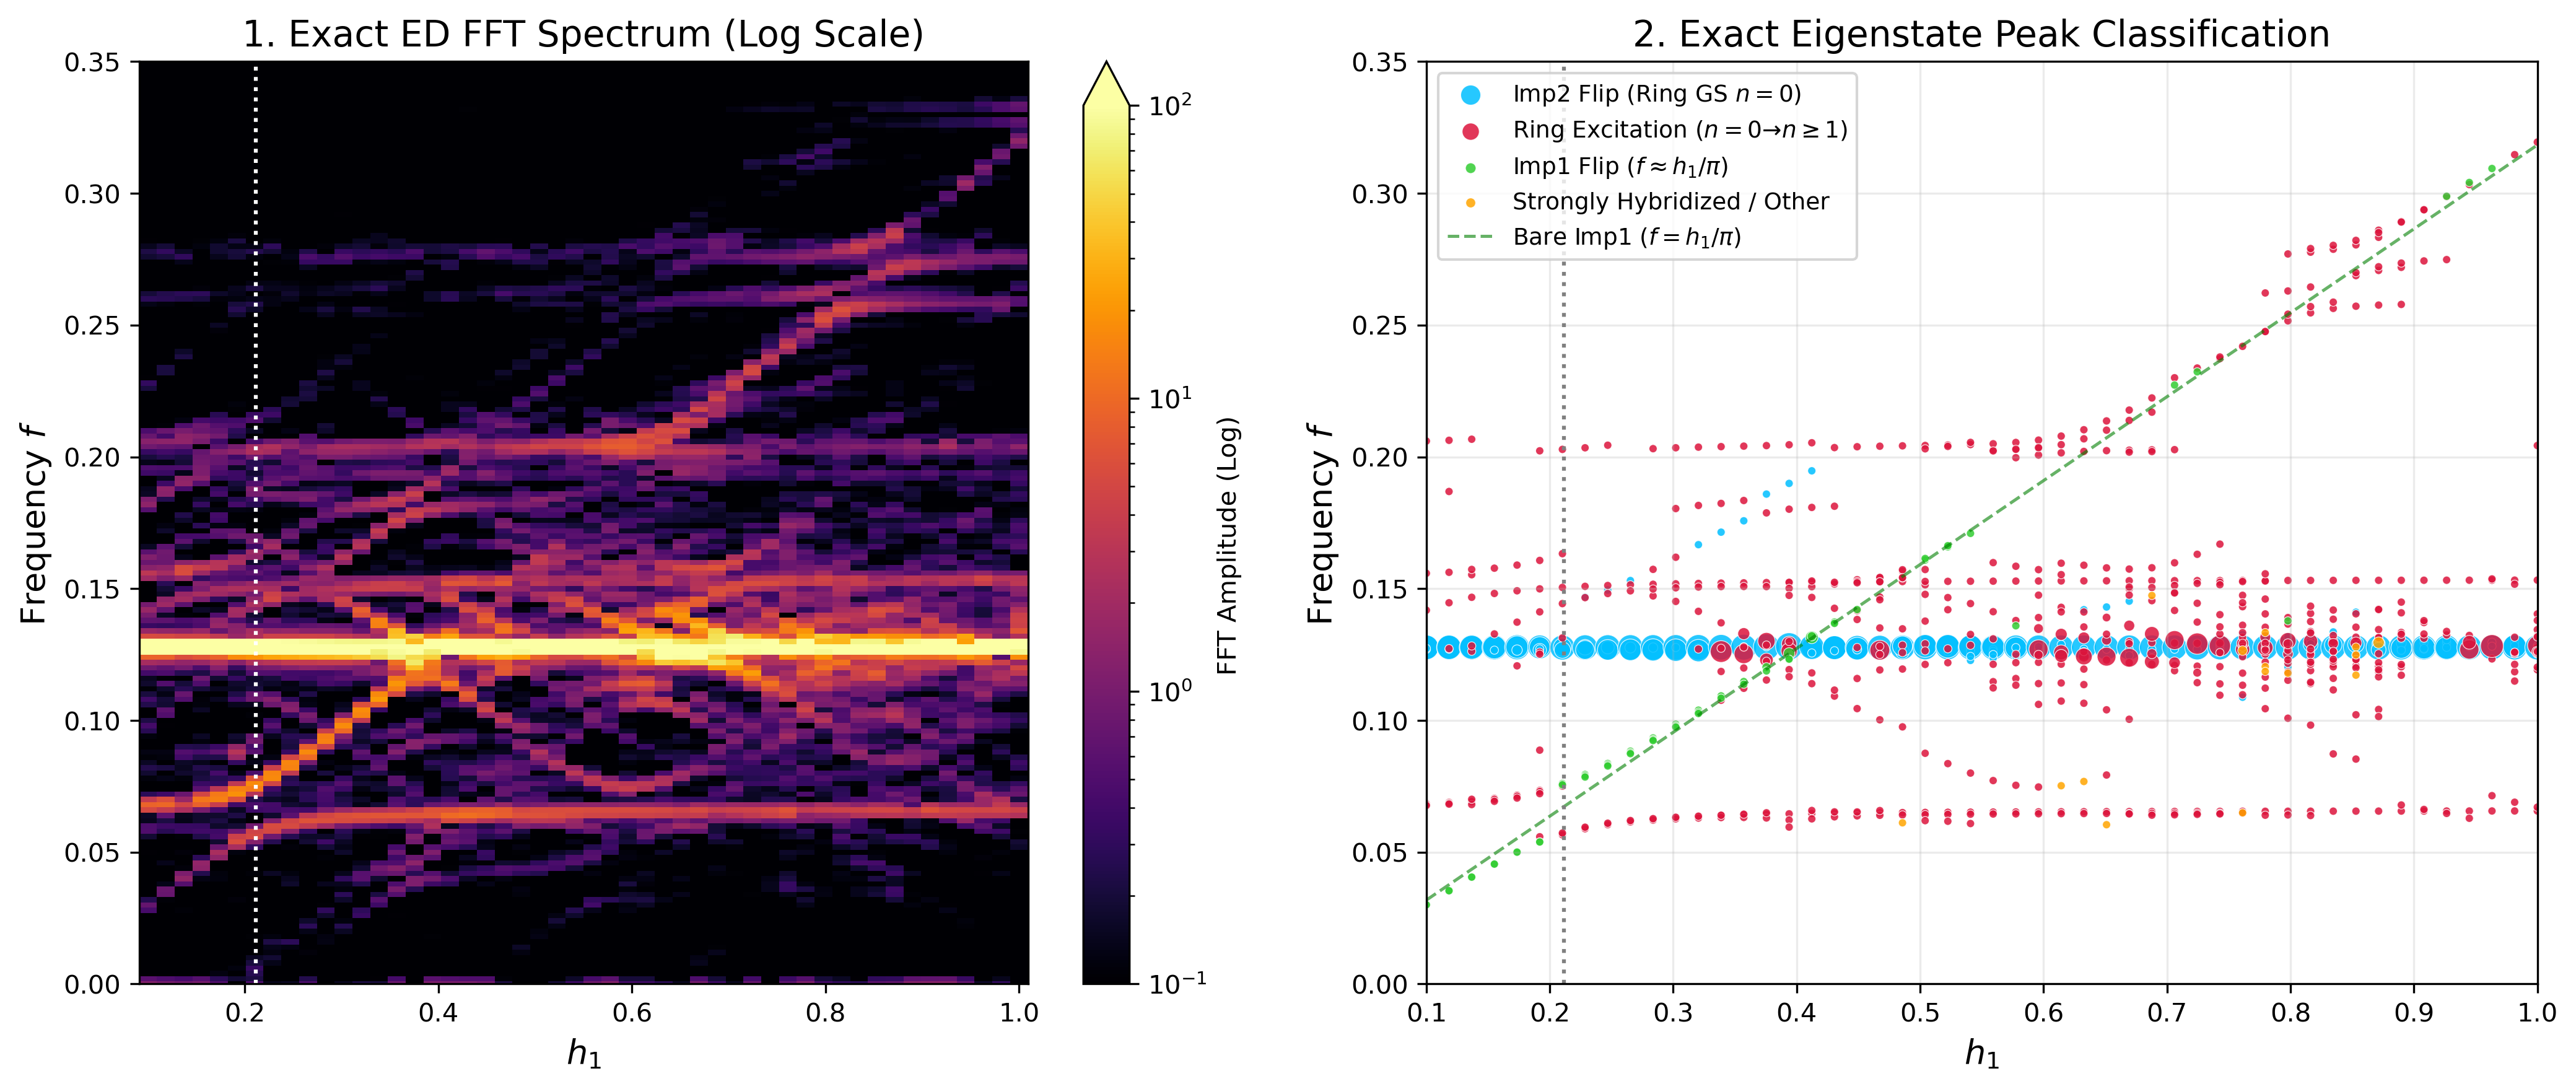 1. Exact ED FFT Spectrum (Log Scale)
0.35
0.30
0.25
0.20
0.15
0.10
0.05
0.00
Frequency f
0.2
0.4
0.6
0.8
1.0
h₁
10²
10¹
10⁰
10⁻¹
FFT Amplitude (Log)
2. Exact Eigenstate Peak Classification
0.35
0.30
0.25
0.20
0.15
0.10
0.05
0.00
Frequency f
Imp2 Flip (Ring GS n = 0)
Ring Excitation (n = 0→n ≥ 1)
Imp1 Flip (f ≈ h₁/π)
Strongly Hybridized / Other
Bare Imp1 (f = h₁/π)
0.1
0.2
0.3
0.4
0.5
0.6
0.7
0.8
0.9
1.0
h₁